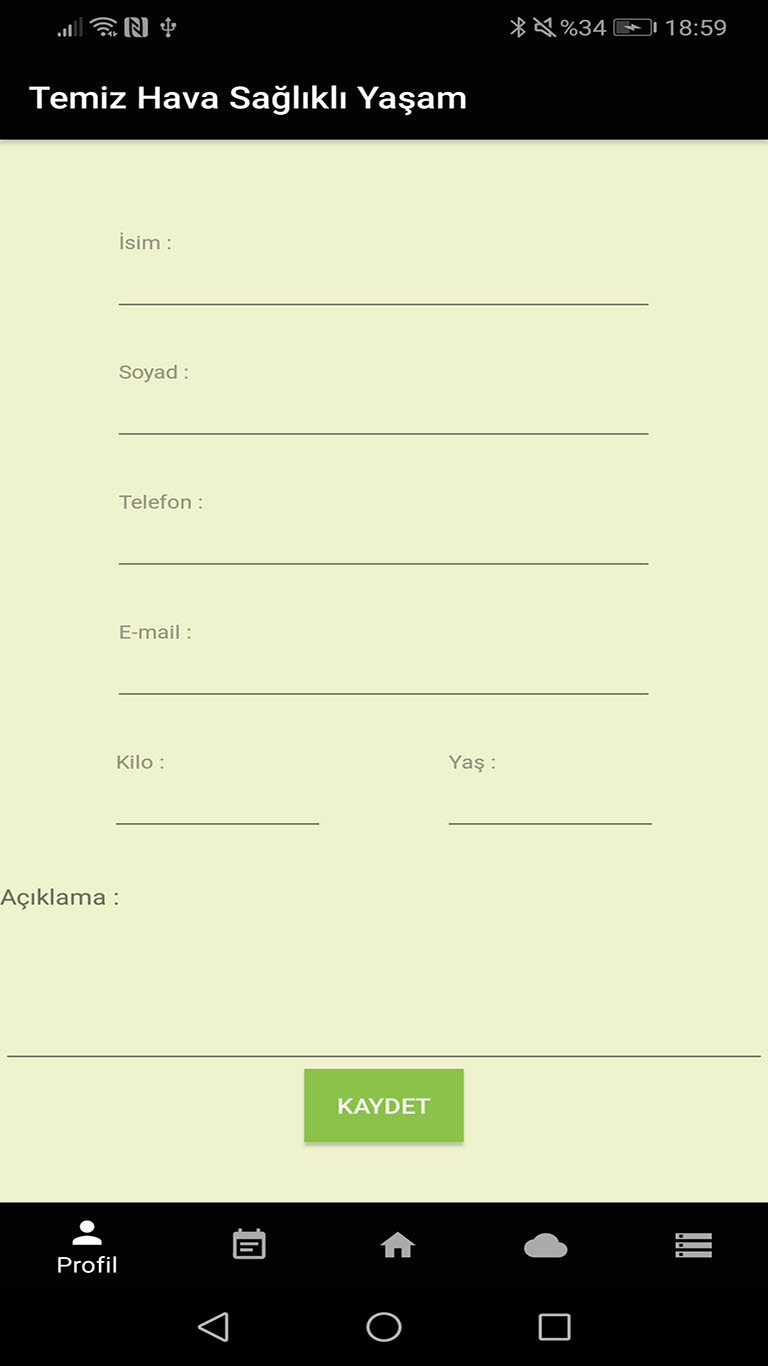 %34 18:59
Temiz Hava Sağlıklı Yaşam
İsim :
Soyad :
Telefon :
E-mail :
Kilo : Yaş :
Açıklama :
KAYDET
Profil